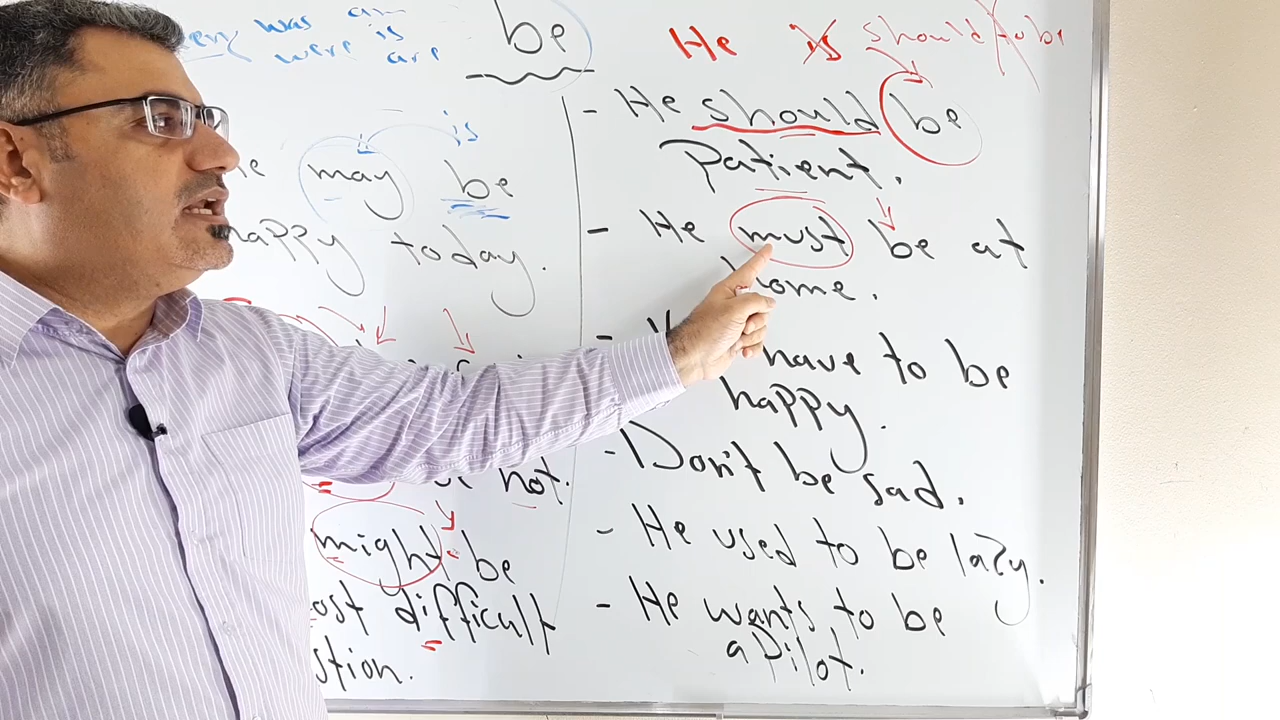 was am
were is
are
be
is
may be
happy today.
not.
might be
difficult
He is should to be
- He should be
Patient.
- He must be at
home.
have to be
happy.
- Don't be sad.
- He used to be lazy.
- He wants to be
a Pilot.